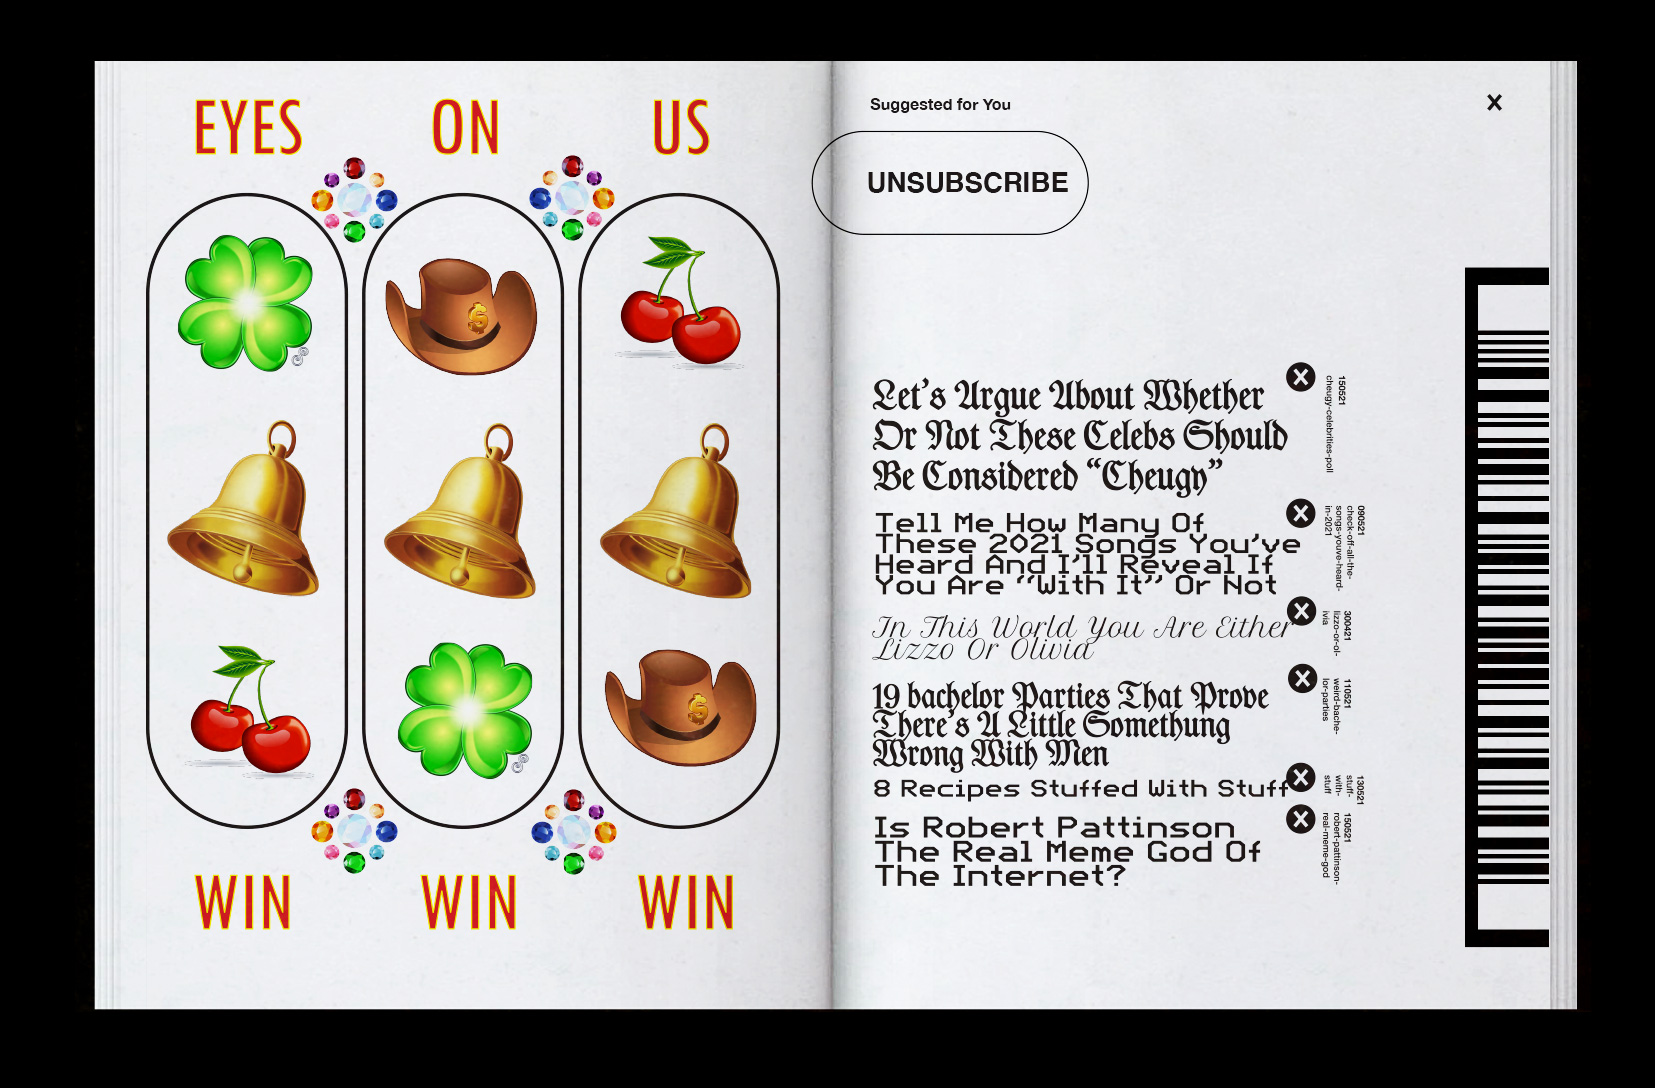 EYES ON US
WIN WIN WIN
Suggested for You
X
UNSUBSCRIBE
Let's Argue About Whether
Or Not These Celebs Should
Be Considered “Cheugy”
X
150521
cheugy-celebrities-poll
Tell Me How Many Of
These 2021 Songs You've
Heard And I'll Reveal If
You Are “With It” Or Not
X
090521
check-off-all-the-
songs-youve-heard-
in-2021
In This World You Are Either
Lizzo Or Olivia
X
300421
lizzo-or-ol-
ivia
19 bachelor Parties That Prove
There's A Little Somethung
Wrong With Men
X
110521
weird-bache-
lor-parties
8 Recipes Stuffed With Stuff
X
130521
stuff-
with-
stuff
Is Robert Pattinson
The Real Meme God Of
The Internet?
X
150521
robert-pattinson-
real-meme-god